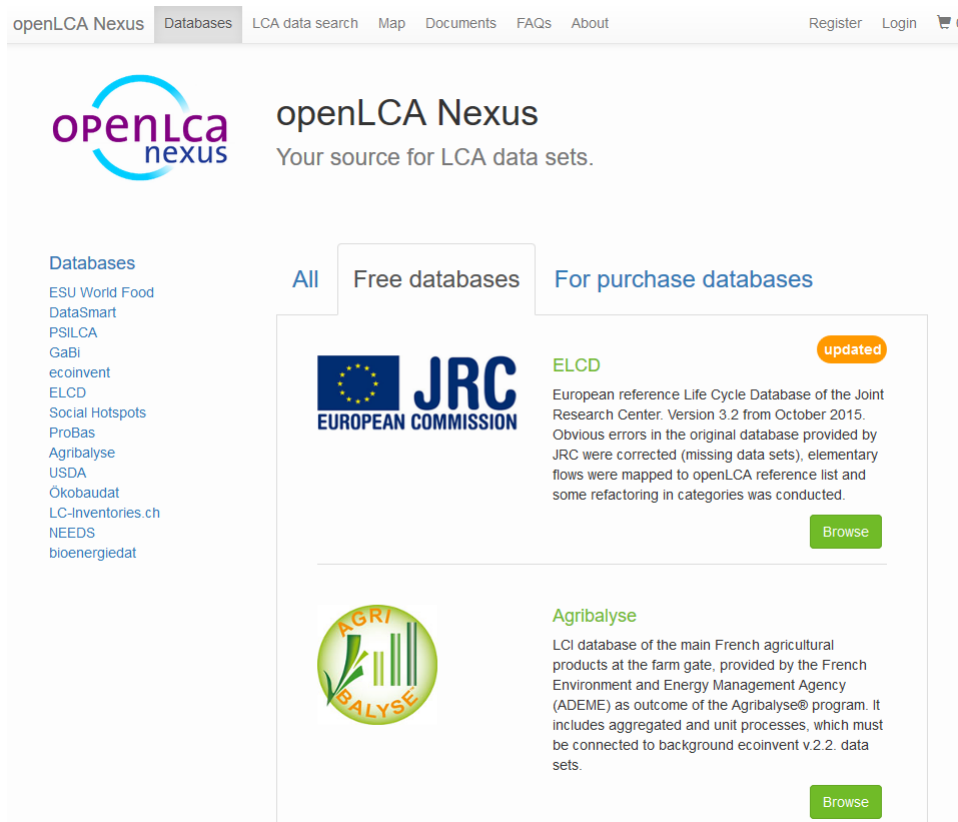 openLCA Nexus Databases LCA data search Map Documents FAQs About Register Login
openLCA
nexus
openLCA Nexus
Your source for LCA data sets.
Databases
ESU World Food
DataSmart
PSILCA
GaBi
ecoinvent
ELCD
Social Hotspots
ProBas
Agribalyse
USDA
Ökobaudat
LC-Inventories.ch
NEEDS
bioenergiedat
All Free databases For purchase databases
JRC
EUROPEAN COMMISSION
updated
ELCD
European reference Life Cycle Database of the Joint
Research Center. Version 3.2 from October 2015.
Obvious errors in the original database provided by
JRC were corrected (missing data sets), elementary
flows were mapped to openLCA reference list and
some refactoring in categories was conducted.
Browse
AGRI
BALYSE
Agribalyse
LCI database of the main French agricultural
products at the farm gate, provided by the French
Environment and Energy Management Agency
(ADEME) as outcome of the Agribalyse® program. It
includes aggregated and unit processes, which must
be connected to background ecoinvent v.2.2. data
sets.
Browse